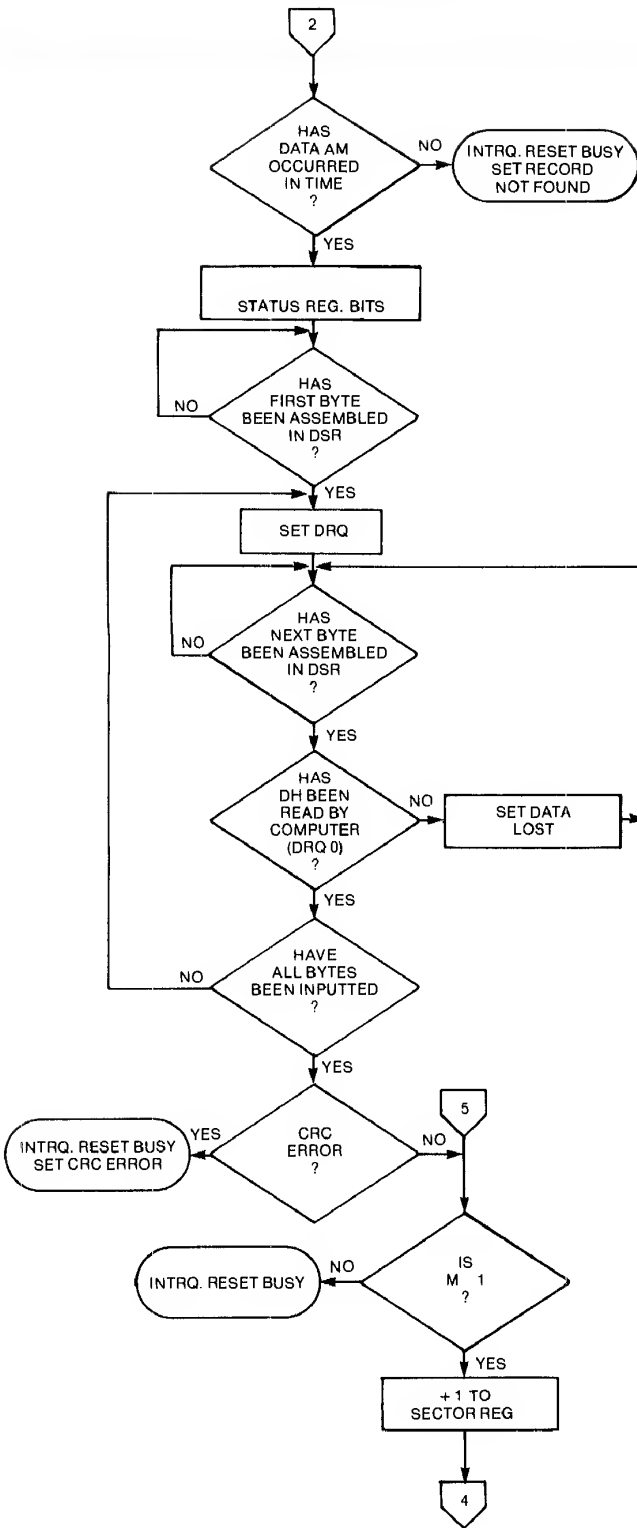 2
HAS
DATA AM
OCCURRED
IN TIME
?
NO
INTRQ. RESET BUSY
SET RECORD
NOT FOUND
YES
STATUS REG. BITS
HAS
FIRST BYTE
BEEN ASSEMBLED
IN DSR
?
NO
YES
SET DRQ
HAS
NEXT BYTE
BEEN ASSEMBLED
IN DSR
?
NO
YES
HAS
DH BEEN
READ BY
COMPUTER
(DRQ 0)
?
NO
SET DATA
LOST
YES
HAVE
ALL BYTES
BEEN INPUTTED
?
NO
YES
5
CRC
ERROR
?
YES
INTRQ. RESET BUSY
SET CRC ERROR
NO
IS
M 1
?
NO
INTRQ. RESET BUSY
YES
+ 1 TO
SECTOR REG
4